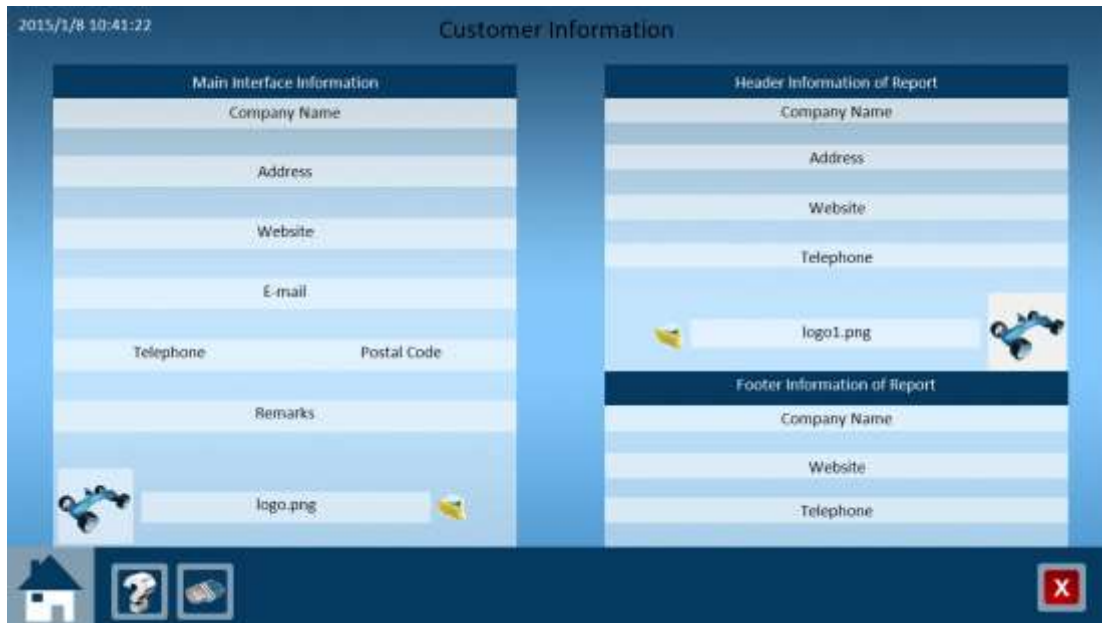 2015/1/8 10:41:22
Customer Information
Main Interface Information
Company Name
Address
Website
E-mail
Telephone Postal Code
Remarks
logo.png
Header Information of Report
Company Name
Address
Website
Telephone
logo1.png
Footer Information of Report
Company Name
Website
Telephone
?
X